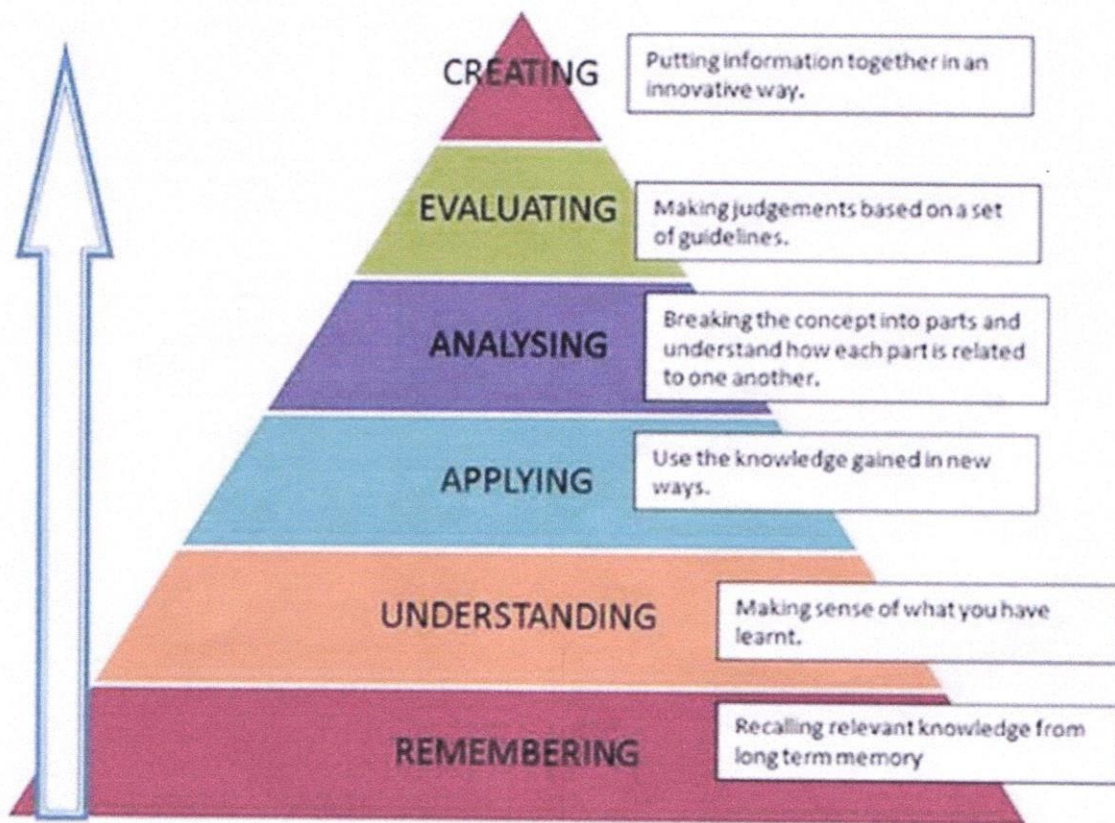 CREATING
Putting information together in an
innovative way.
EVALUATING
Making judgements based on a set
of guidelines.
ANALYSING
Breaking the concept into parts and
understand how each part is related
to one another.
APPLYING
Use the knowledge gained in new
ways.
UNDERSTANDING
Making sense of what you have
learnt.
REMEMBERING
Recalling relevant knowledge from
long term memory